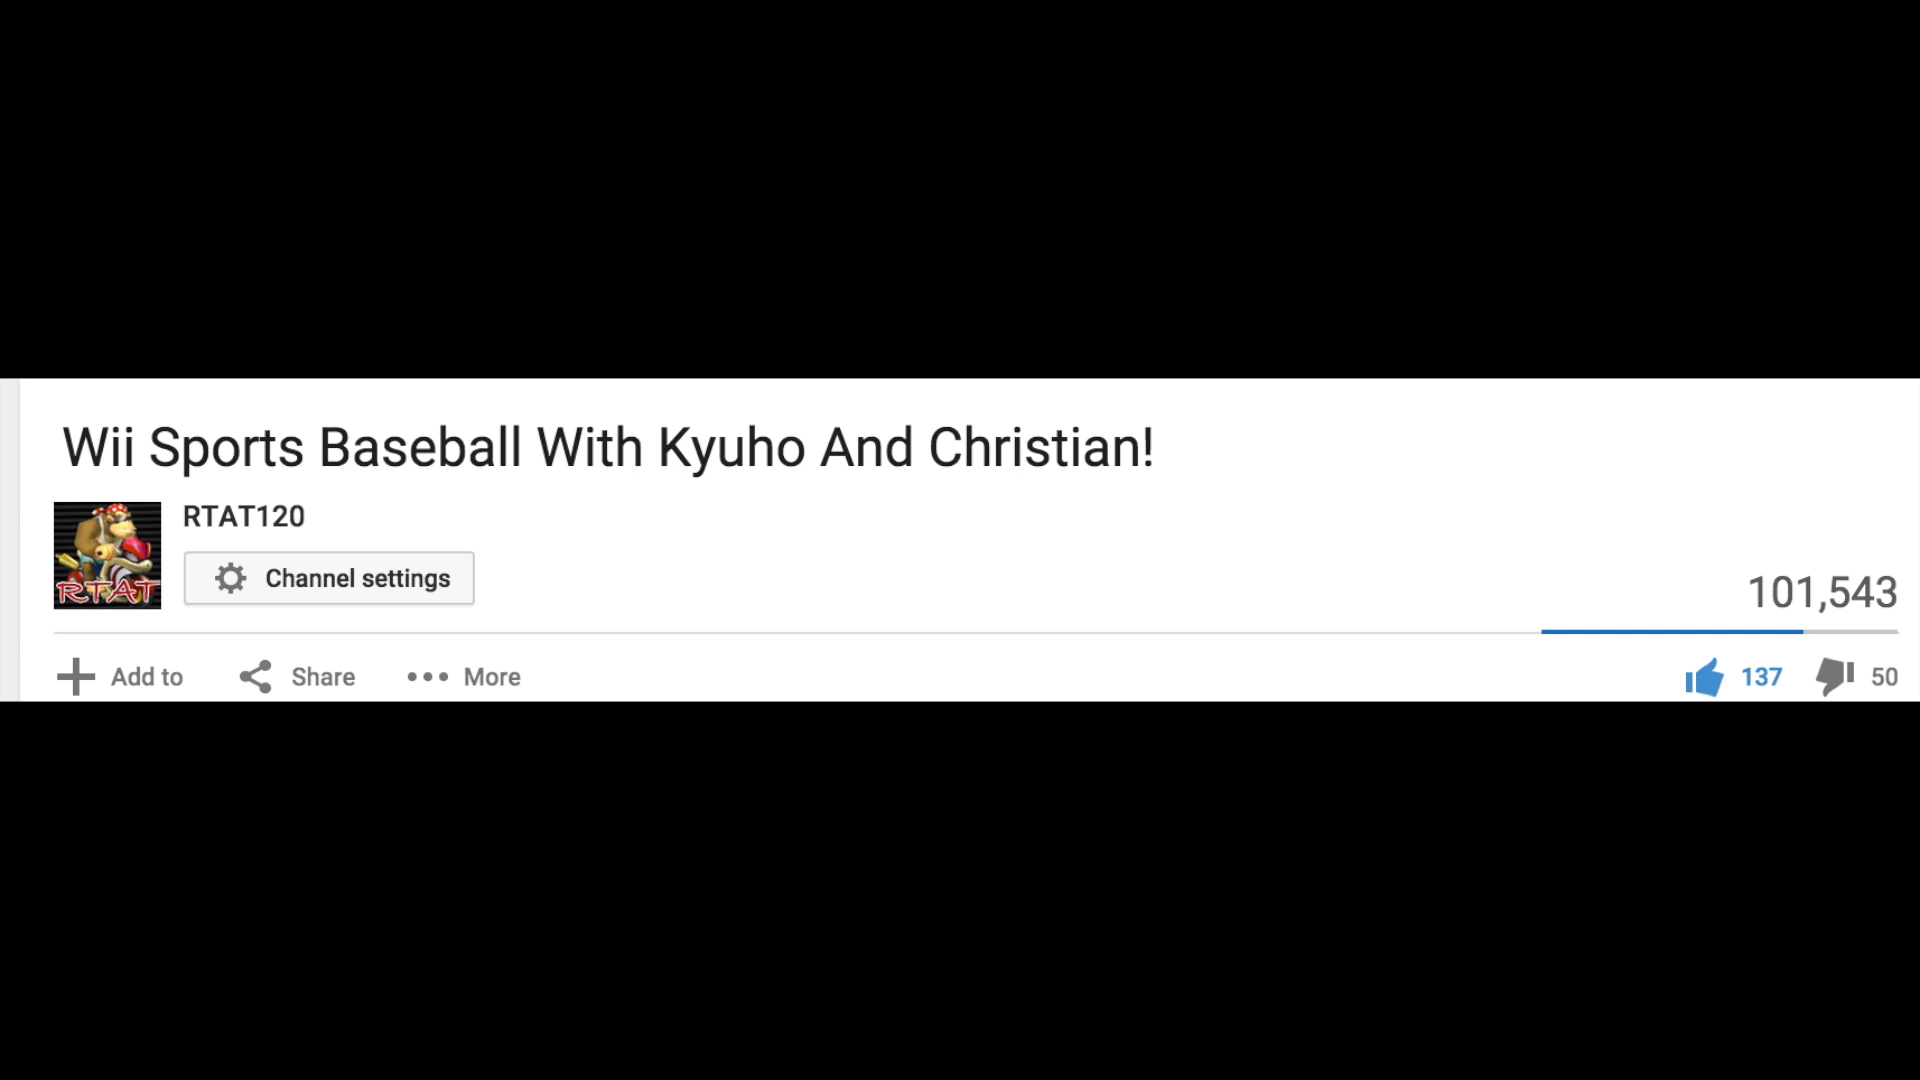 Wii Sports Baseball With Kyuho And Christian!
RTAT
RTAT120
Channel settings
101,543
Add to Share More 137 50